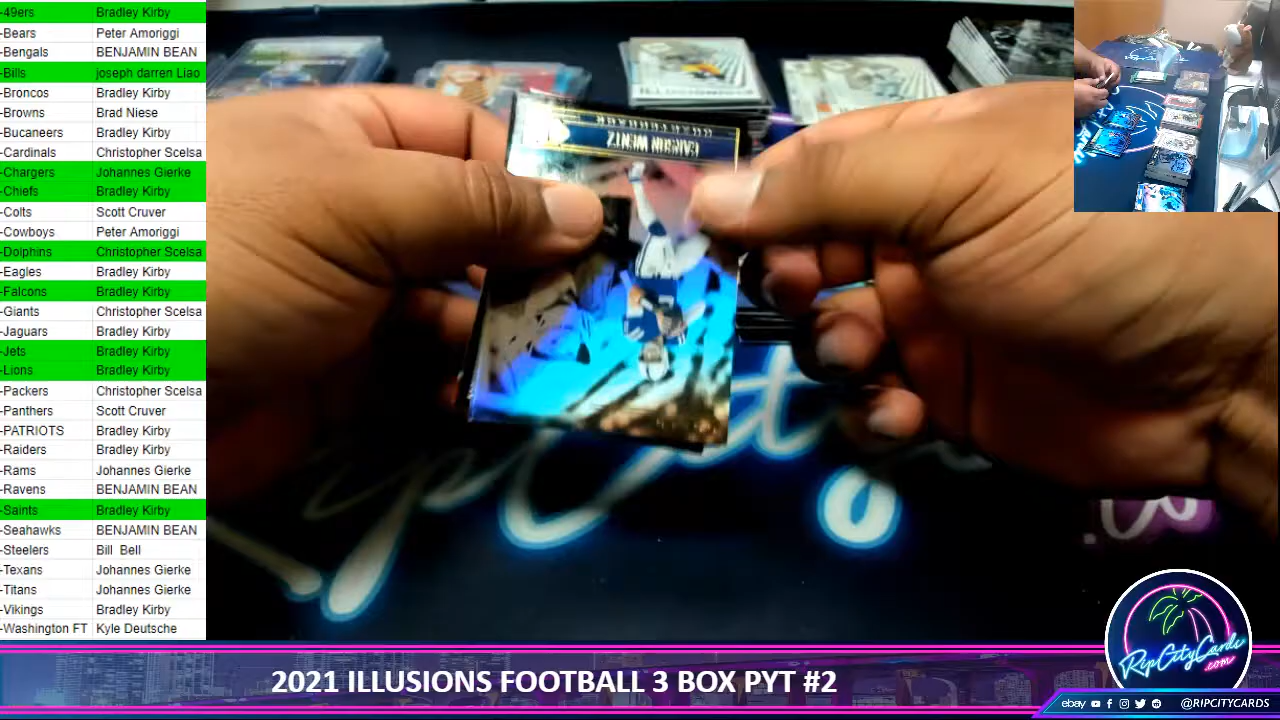 -49ers Bradley Kirby
-Bears Peter Amoriggi
-Bengals BENJAMIN BEAN
-Bills joseph darren Liao
-Broncos Bradley Kirby
-Browns Brad Niese
-Bucaneers Bradley Kirby
-Cardinals Christopher Scelsa
-Chargers Johannes Gierke
-Chiefs Bradley Kirby
-Colts Scott Cruver
-Cowboys Peter Amoriggi
-Dolphins Christopher Scelsa
-Eagles Bradley Kirby
-Falcons Bradley Kirby
-Giants Christopher Scelsa
-Jaguars Bradley Kirby
-Jets Bradley Kirby
-Lions Bradley Kirby
-Packers Christopher Scelsa
-Panthers Scott Cruver
-PATRIOTS Bradley Kirby
-Raiders Bradley Kirby
-Rams Johannes Gierke
-Ravens BENJAMIN BEAN
-Saints Bradley Kirby
-Seahawks BENJAMIN BEAN
-Steelers Bill Bell
-Texans Johannes Gierke
-Titans Johannes Gierke
-Vikings Bradley Kirby
-Washington FT Kyle Deutsche
CARSON WENTZ
ILLUSIONS
RipCityCards
.com
2021 ILLUSIONS FOOTBALL 3 BOX PYT #2
ebay @RIPCITYCARDS